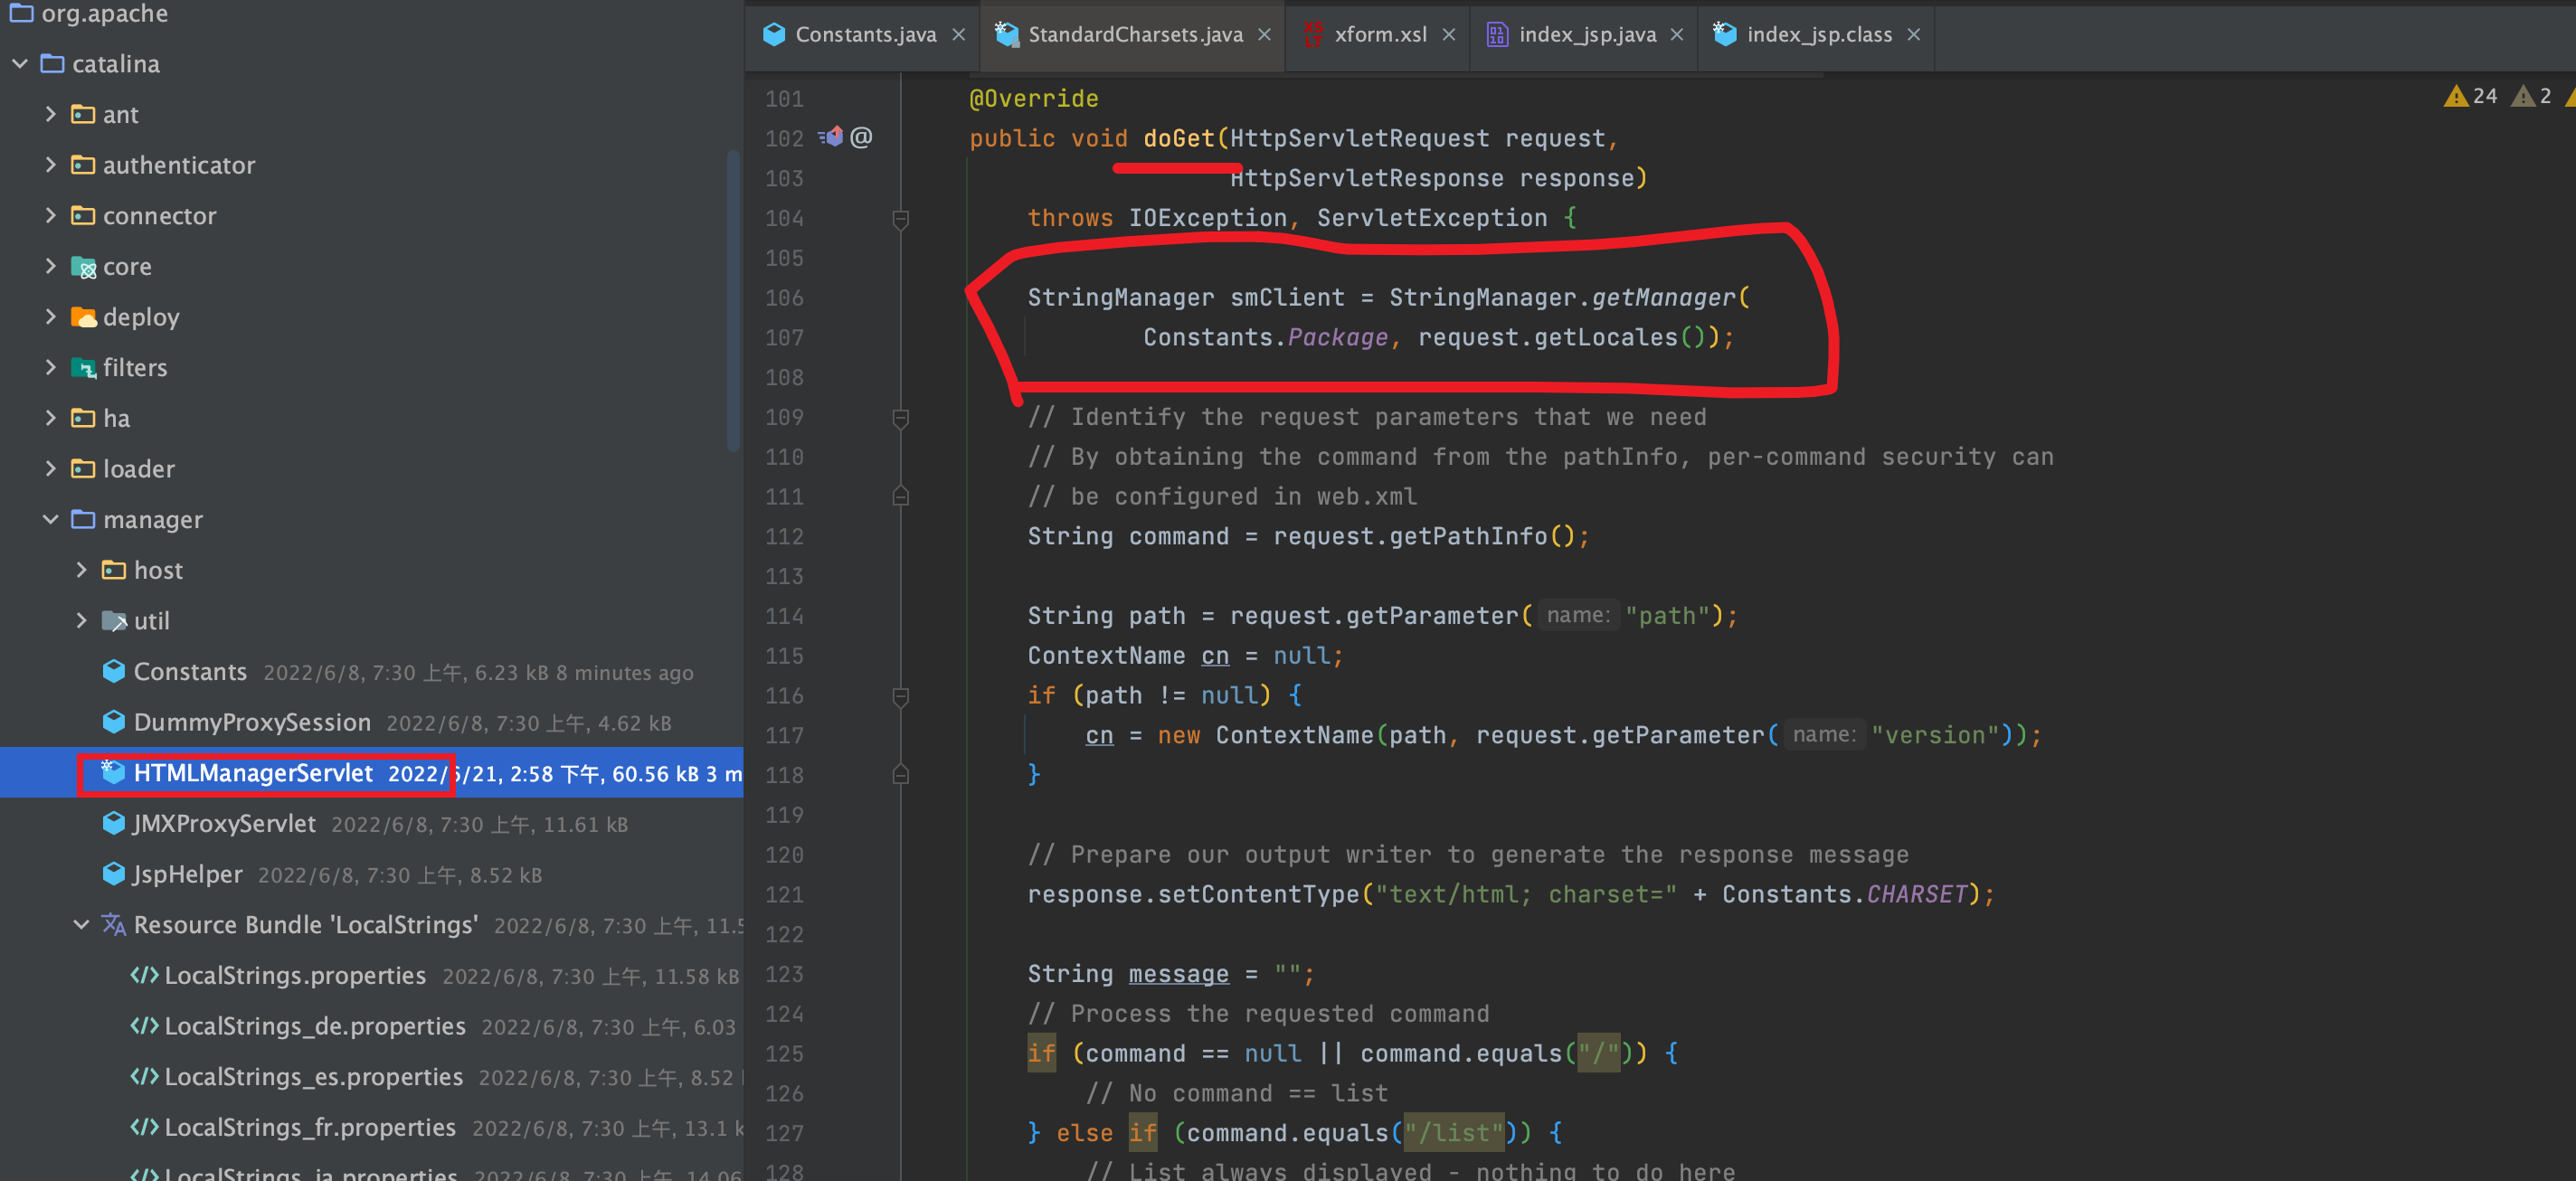 org.apache
catalina
ant
authenticator
connector
core
deploy
filters
ha
loader
manager
host
util
Constants 2022/6/8, 7:30 上午, 6.23 kB 8 minutes ago
DummyProxySession 2022/6/8, 7:30 上午, 4.62 kB
HTMLManagerServlet 2022/6/21, 2:58 下午, 60.56 kB 3 m
JMXProxyServlet 2022/6/8, 7:30 上午, 11.61 kB
JspHelper 2022/6/8, 7:30 上午, 8.52 kB
Resource Bundle 'LocalStrings' 2022/6/8, 7:30 上午, 11.5
LocalStrings.properties 2022/6/8, 7:30 上午, 11.58 kB
LocalStrings_de.properties 2022/6/8, 7:30 上午, 6.03
LocalStrings_es.properties 2022/6/8, 7:30 上午, 8.52
LocalStrings_fr.properties 2022/6/8, 7:30 上午, 13.1 k
LocalStrings_ja.properties 2022/6/8, 7:30 上午, 14.06
Constants.java StandardCharsets.java xform.xsl index_jsp.java index_jsp.class
24 2
101 @Override
102 @ public void doGet(HttpServletRequest request,
103 HttpServletResponse response)
104 throws IOException, ServletException {
105
106 StringManager smClient = StringManager.getManager(
107 Constants.Package, request.getLocales());
108
109 // Identify the request parameters that we need
110 // By obtaining the command from the pathInfo, per-command security can
111 // be configured in web.xml
112 String command = request.getPathInfo();
113
114 String path = request.getParameter( name: "path");
115 ContextName cn = null;
116 if (path != null) {
117 cn = new ContextName(path, request.getParameter( name: "version"));
118 }
119
120 // Prepare our output writer to generate the response message
121 response.setContentType("text/html; charset=" + Constants.CHARSET);
122
123 String message = "";
124 // Process the requested command
125 if (command == null || command.equals("/")) {
126 // No command == list
127 } else if (command.equals("/list")) {
128 // List always displayed - nothing to do here